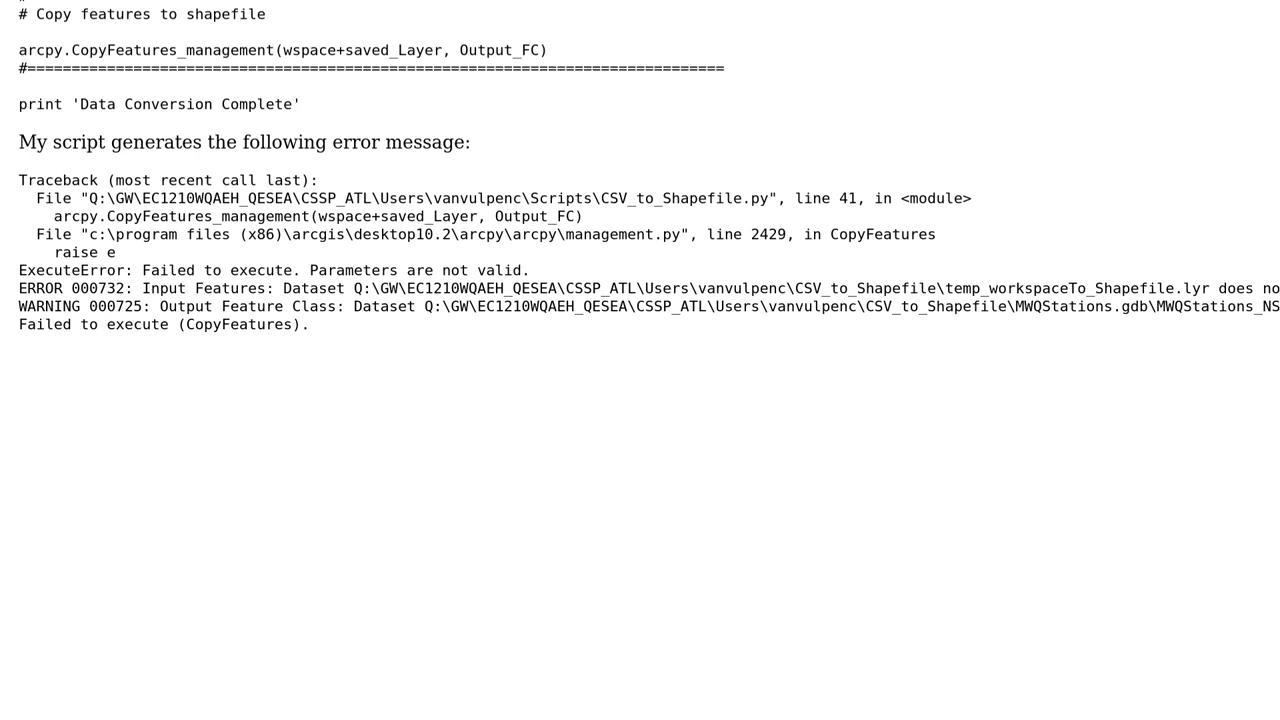 # Copy features to shapefile
arcpy.CopyFeatures_management(wspace+saved_Layer, Output_FC)
#===============================================================================
print 'Data Conversion Complete'
My script generates the following error message:
Traceback (most recent call last):
File "Q:\GW\EC1210WQAEH_QESEA\CSSP_ATL\Users\vanvulpenc\Scripts\CSV_to_Shapefile.py", line 41, in <module>
arcpy.CopyFeatures_management(wspace+saved_Layer, Output_FC)
File "c:\program files (x86)\arcgis\desktop10.2\arcpy\arcpy\management.py", line 2429, in CopyFeatures
raise e
ExecuteError: Failed to execute. Parameters are not valid.
ERROR 000732: Input Features: Dataset Q:\GW\EC1210WQAEH_QESEA\CSSP_ATL\Users\vanvulpenc\CSV_to_Shapefile\temp_workspaceTo_Shapefile.lyr does no
WARNING 000725: Output Feature Class: Dataset Q:\GW\EC1210WQAEH_QESEA\CSSP_ATL\Users\vanvulpenc\CSV_to_Shapefile\MWQStations.gdb\MWQStations_NS
Failed to execute (CopyFeatures).